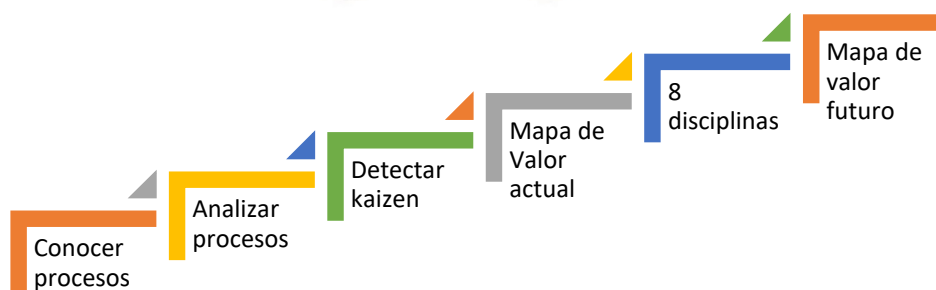 Conocer
procesos
Analizar
procesos
Detectar
kaizen
Mapa de
Valor
actual
8
disciplinas
Mapa de
valor
futuro